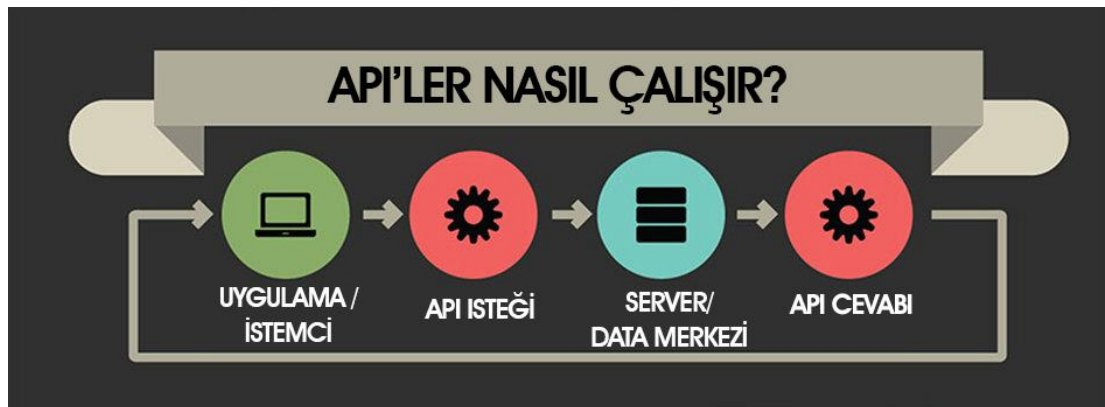 API'LER NASIL ÇALIŞIR?
UYGULAMA /
İSTEMCİ
API ISTEĞİ
SERVER/
DATA MERKEZİ
API CEVABI